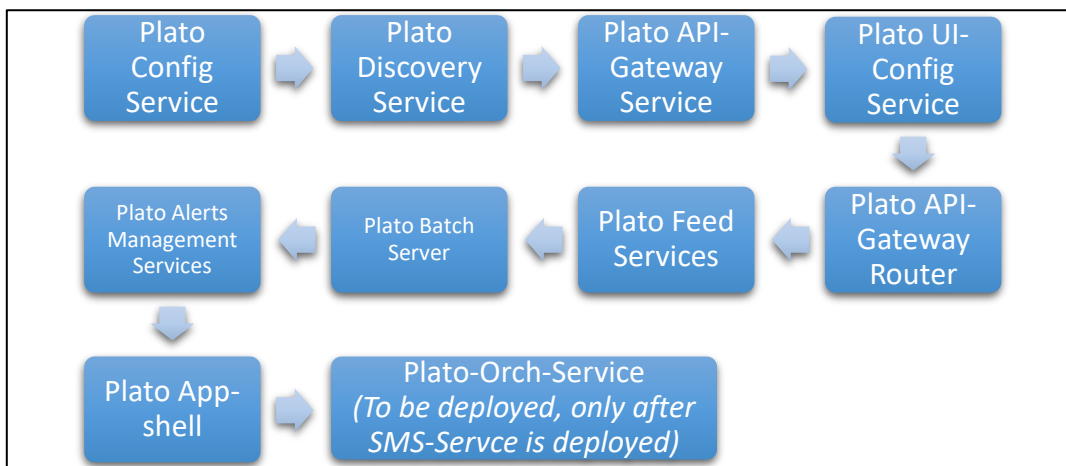 Plato
Config
Service
Plato
Discovery
Service
Plato API-
Gateway
Service
Plato UI-
Config
Service
Plato API-
Gateway
Router
Plato Feed
Services
Plato Batch
Server
Plato Alerts
Management
Services
Plato App-
shell
Plato-Orch-Service
(To be deployed, only after
SMS-Servce is deployed)